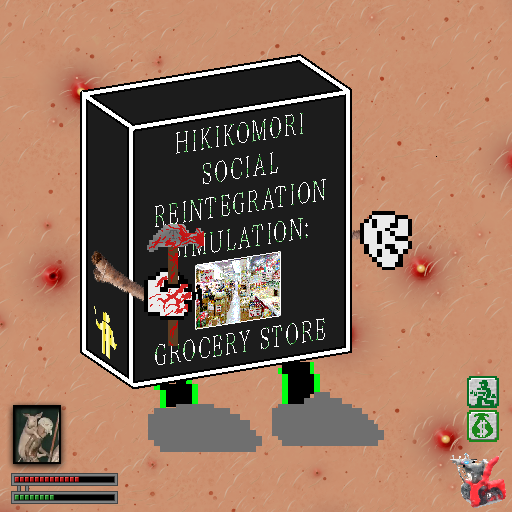 HIKIKOMORI
SOCIAL
REINTEGRATION
SIMULATION:
GROCERY STORE